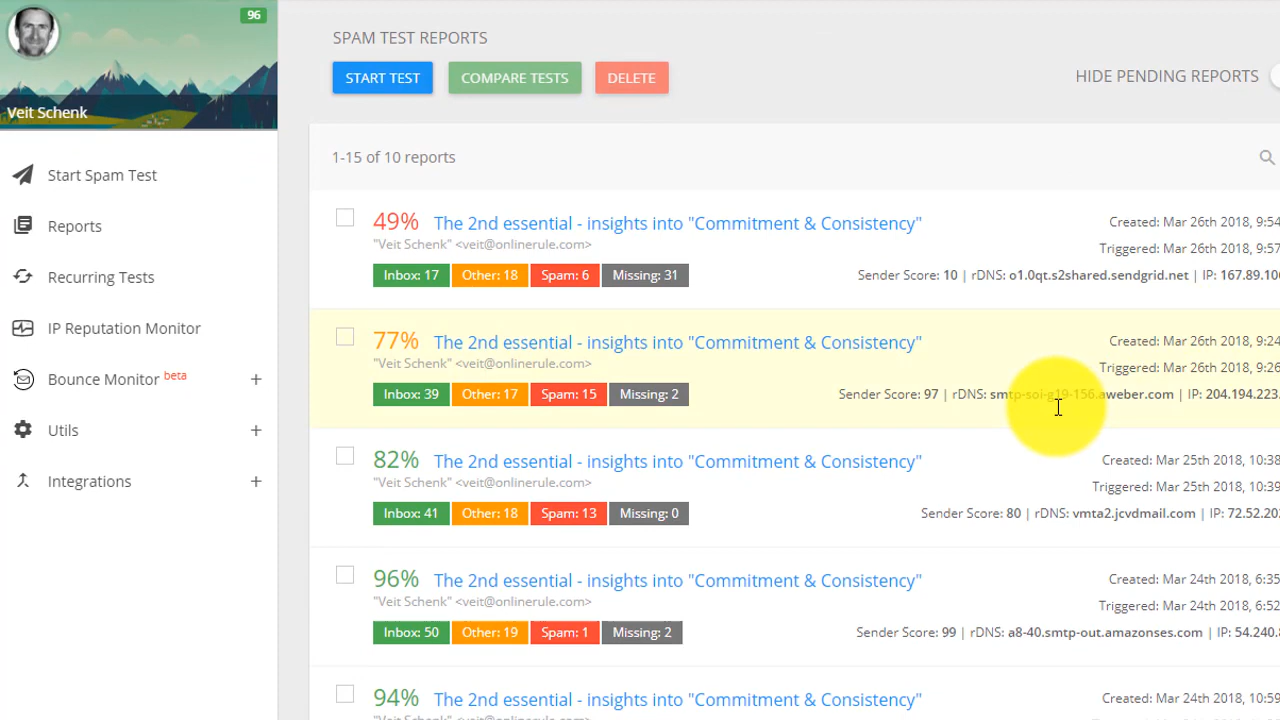 96
Veit Schenk
Start Spam Test
Reports
Recurring Tests
IP Reputation Monitor
Bounce Monitor beta
Utils
Integrations
SPAM TEST REPORTS
START TEST COMPARE TESTS DELETE
HIDE PENDING REPORTS
1-15 of 10 reports
49% The 2nd essential - insights into "Commitment & Consistency"
"Veit Schenk" <veit@onlinerule.com>
Inbox: 17 Other: 18 Spam: 6 Missing: 31
Created: Mar 26th 2018, 9:54
Triggered: Mar 26th 2018, 9:57
Sender Score: 10 | rDNS: o1.0qt.s2shared.sendgrid.net | IP: 167.89.10
77% The 2nd essential - insights into "Commitment & Consistency"
"Veit Schenk" <veit@onlinerule.com>
Inbox: 39 Other: 17 Spam: 15 Missing: 2
Created: Mar 26th 2018, 9:24
Triggered: Mar 26th 2018, 9:26
Sender Score: 97 | rDNS: smtp-soi-g19-156.aweber.com | IP: 204.194.223.
82% The 2nd essential - insights into "Commitment & Consistency"
"Veit Schenk" <veit@onlinerule.com>
Inbox: 41 Other: 18 Spam: 13 Missing: 0
Created: Mar 25th 2018, 10:38
Triggered: Mar 25th 2018, 10:39
Sender Score: 80 | rDNS: vmta2.jcvdmail.com | IP: 72.52.20
96% The 2nd essential - insights into "Commitment & Consistency"
"Veit Schenk" <veit@onlinerule.com>
Inbox: 50 Other: 19 Spam: 1 Missing: 2
Created: Mar 24th 2018, 6:35
Triggered: Mar 24th 2018, 6:52
Sender Score: 99 | rDNS: a8-40.smtp-out.amazonses.com | IP: 54.240.
94% The 2nd essential - insights into "Commitment & Consistency"
Created: Mar 24th 2018, 10:59